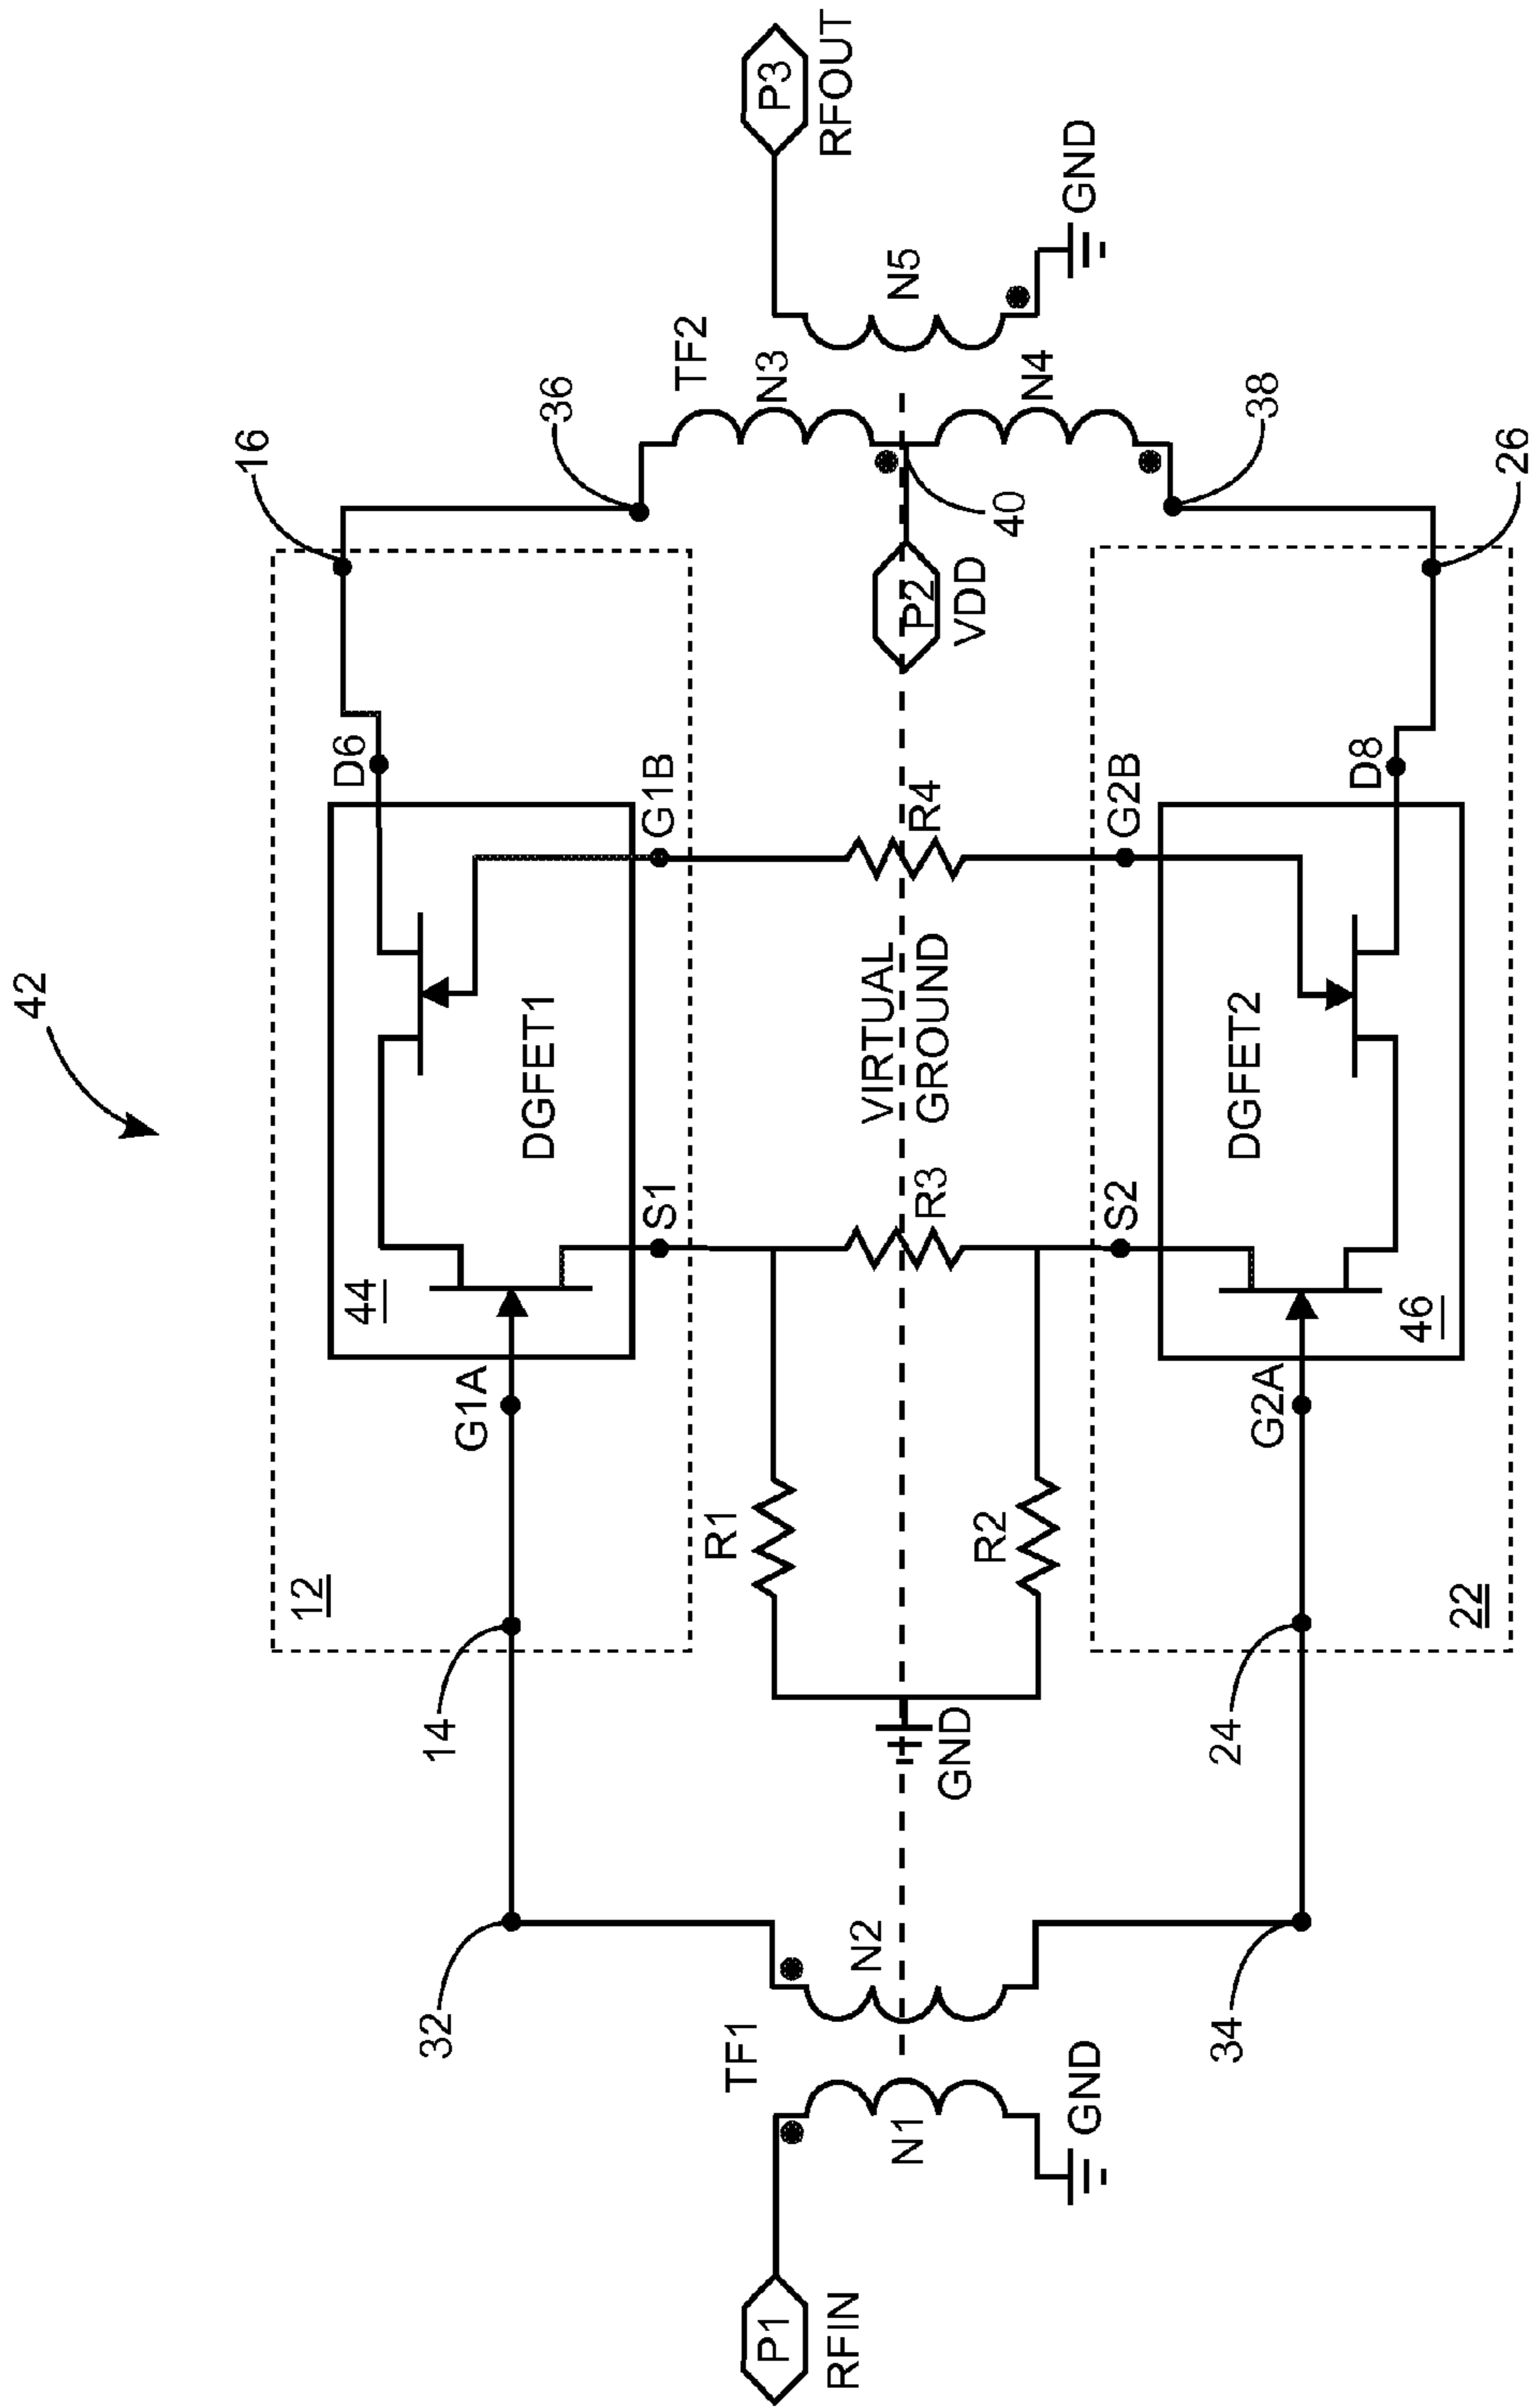 42
16
36
TF2
N3
P3
RFOUT
N5
GND
N4
38
26
40
P2
VDD
12
D6
44
DGFET1
G1A
S1
G1B
14
32
R1
R3
VIRTUAL
GROUND
R4
R2
GND
N2
TF1
N1
GND
P1
RFIN
34
24
G2A
S2
G2B
DGFET2
D8
46
22